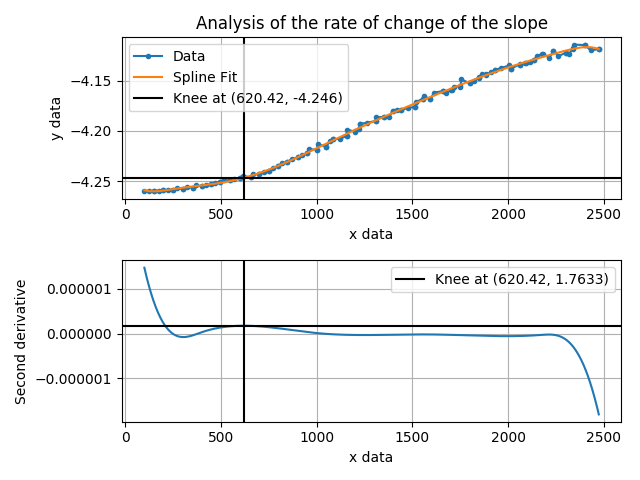 Analysis of the rate of change of the slope
Data
Spline Fit
Knee at (620.42, -4.246)
−4.15
−4.20
−4.25
y data
0 500 1000 1500 2000 2500
x data
Knee at (620.42, 1.7633)
0.000001
0.000000
−0.000001
Second derivative
0 500 1000 1500 2000 2500
x data